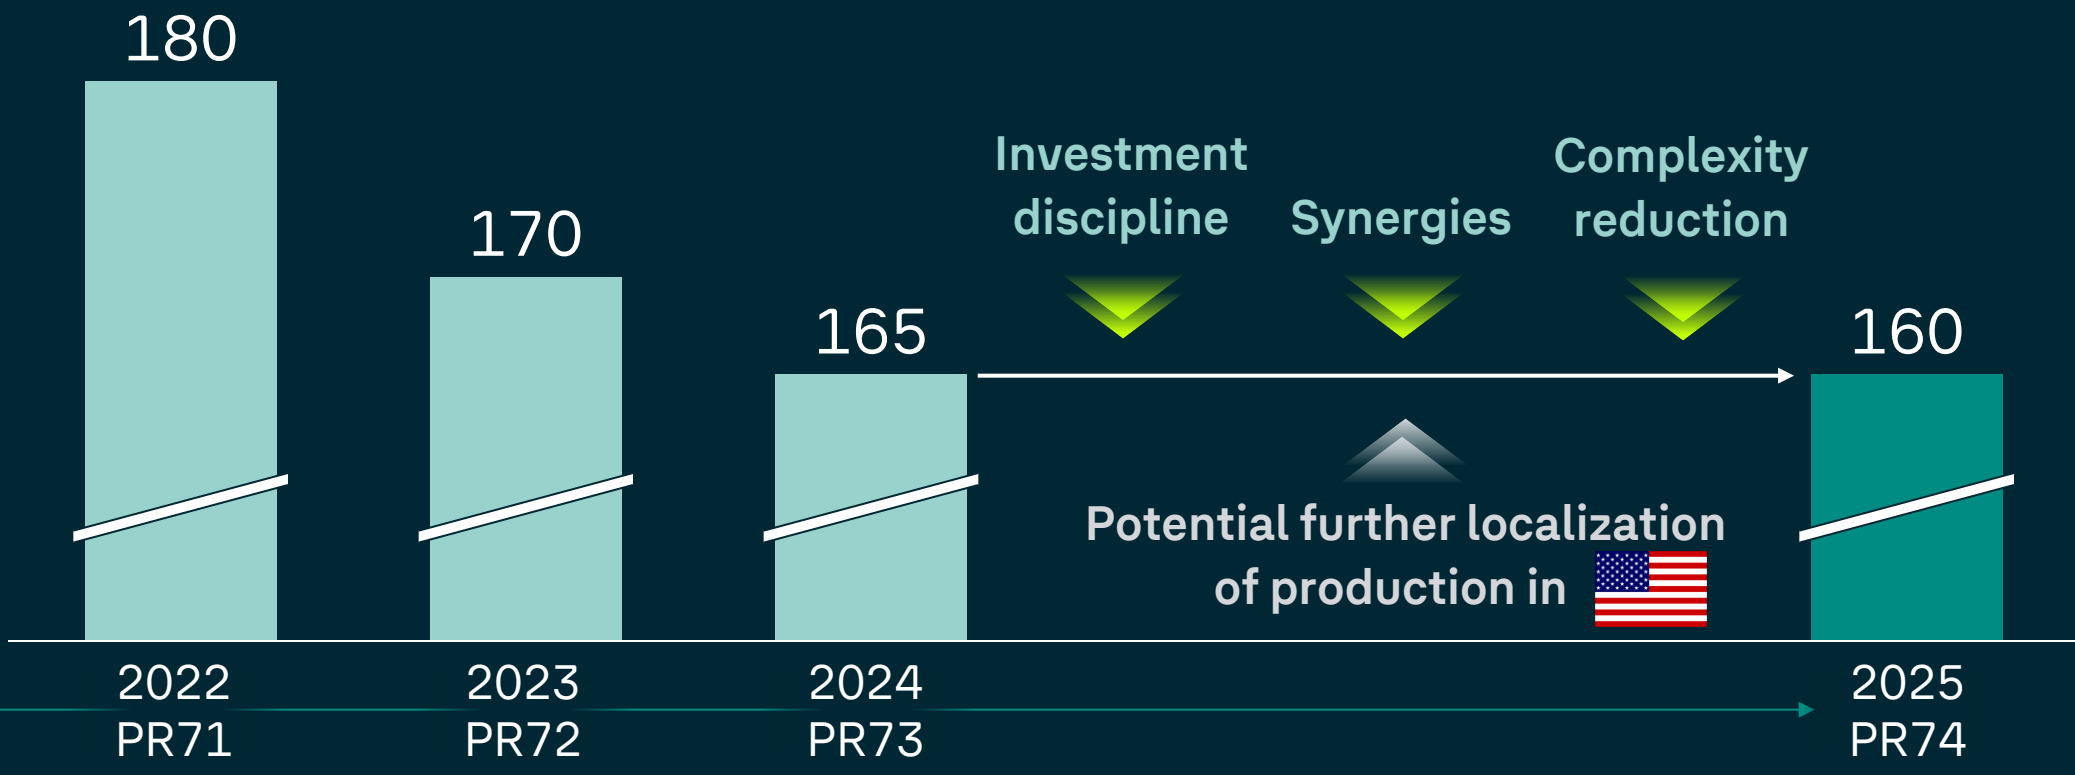 180
170
165
Investment
discipline
Synergies
Complexity
reduction
160
Potential further localization
of production in
2022
PR71
2023
PR72
2024
PR73
2025
PR74